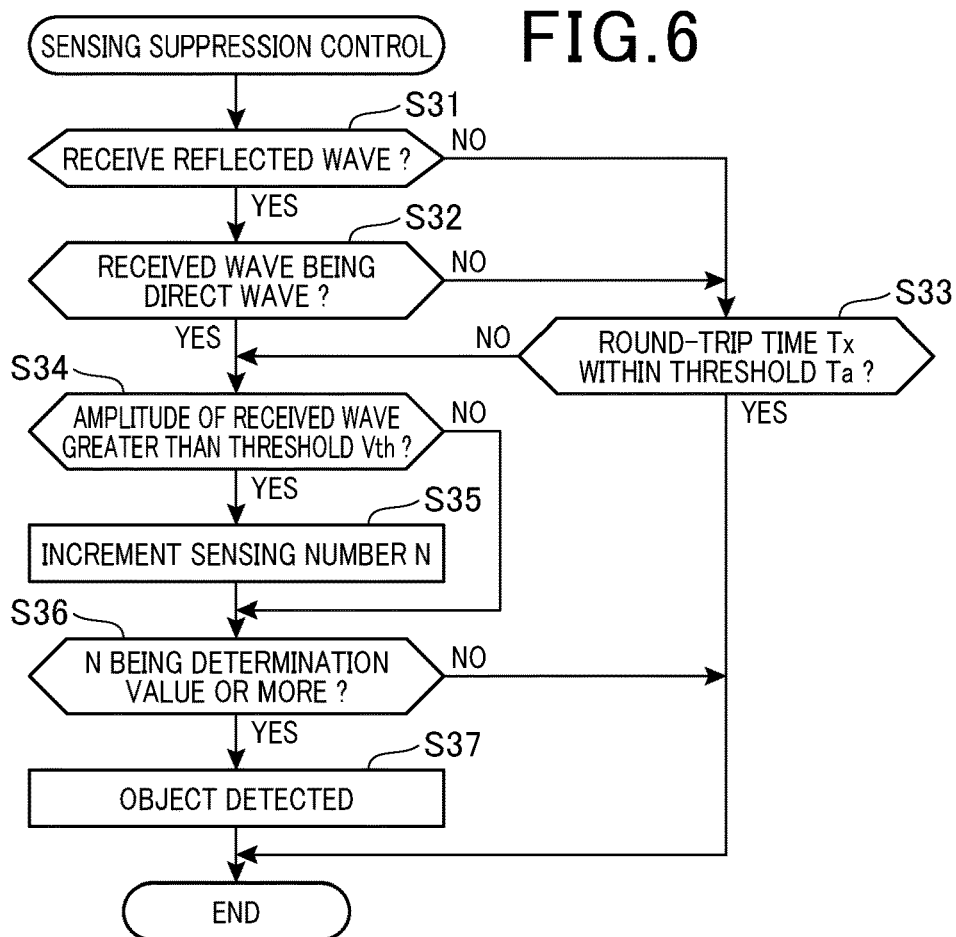 FIG.6
SENSING SUPPRESSION CONTROL
S31
RECEIVE REFLECTED WAVE ?
NO
YES
S32
RECEIVED WAVE BEING
DIRECT WAVE ?
NO
YES
S33
ROUND-TRIP TIME Tx
WITHIN THRESHOLD Ta ?
NO
YES
S34
AMPLITUDE OF RECEIVED WAVE
GREATER THAN THRESHOLD Vth ?
NO
YES
S35
INCREMENT SENSING NUMBER N
S36
N BEING DETERMINATION
VALUE OR MORE ?
NO
YES
S37
OBJECT DETECTED
END